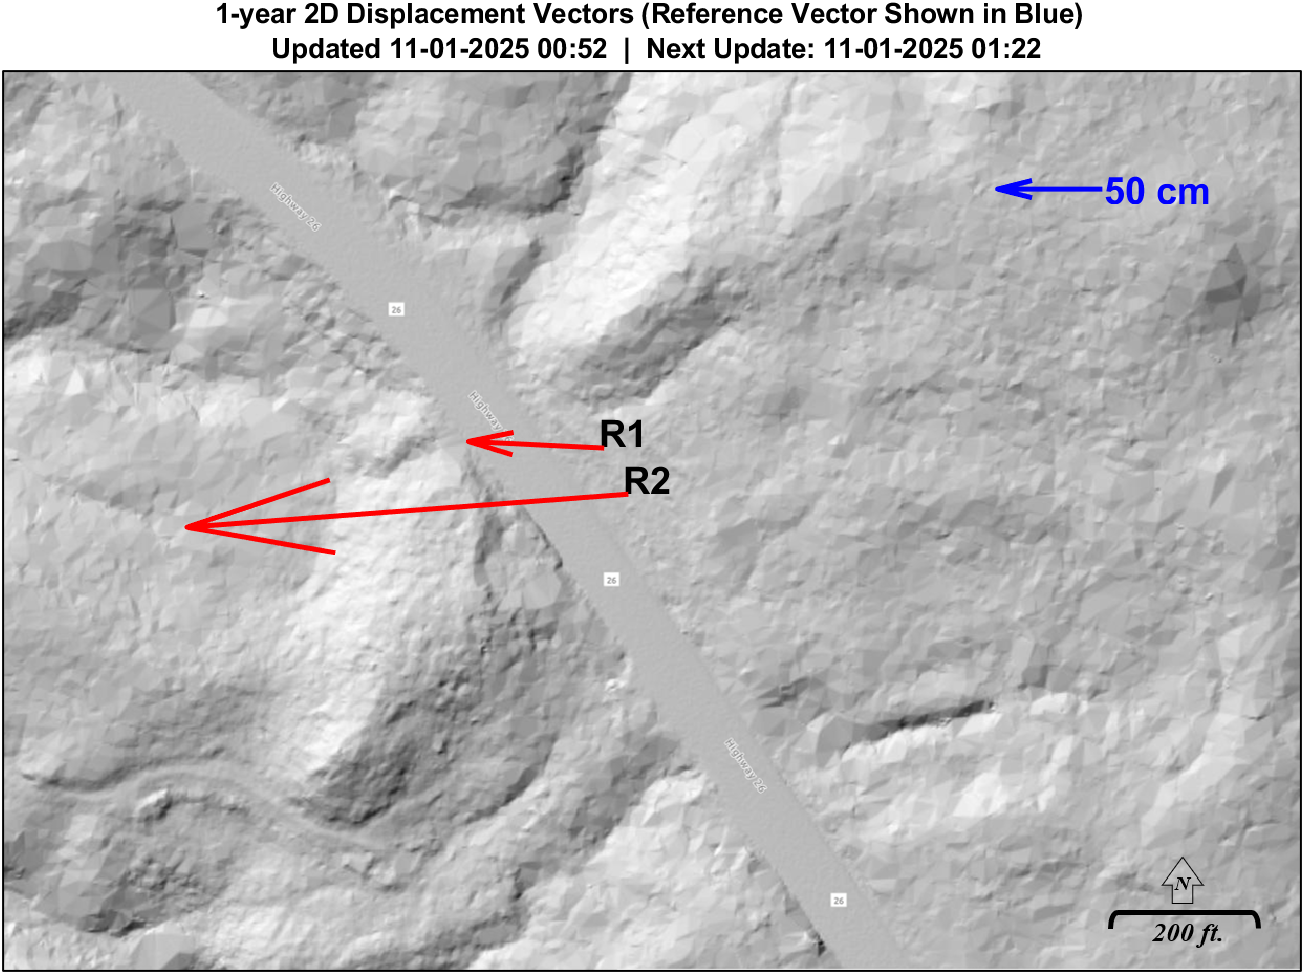 1-year 2D Displacement Vectors (Reference Vector Shown in Blue)
Updated 11-01-2025 00:52 | Next Update: 11-01-2025 01:22
50 cm
Highway 26
26
Highway
R1
R2
26
Highway 26
26
N
200 ft.